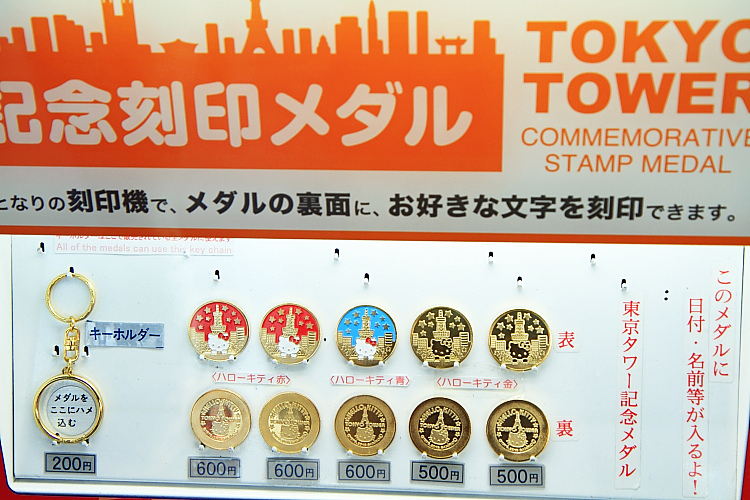 記念刻印メダル
TOKYO
TOWER
COMMEMORATIVE
STAMP MEDAL
となりの刻印機で、メダルの裏面に、お好きな文字を刻印できます。
All of the medals can use this key chain
キーホルダー
メダルを
ここにハメ
込む
200円
〈ハローキティ赤〉
〈ハローキティ青〉
〈ハローキティ金〉
表
裏
600円
600円
600円
500円
500円
このメダルに
日付・名前等が入るよ!
東京タワー記念メダル